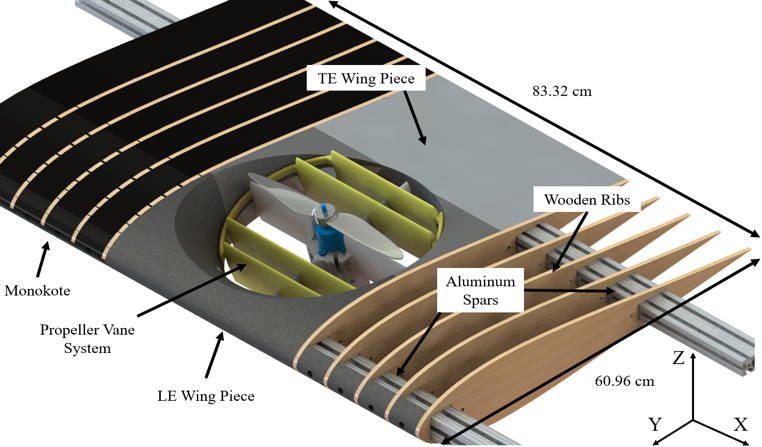 TE Wing Piece
83.32 cm
Wooden Ribs
Aluminum
Spars
Monokote
Propeller Vane
System
LE Wing Piece
60.96 cm
Z
Y
X